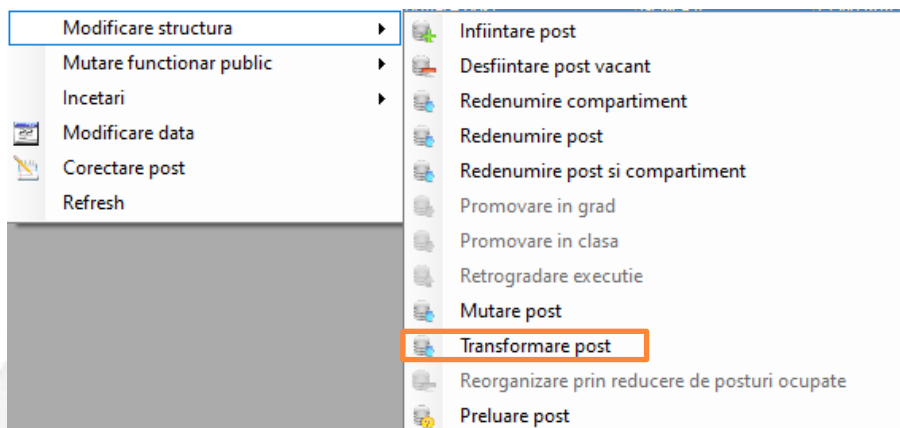 Modificare structura
Mutare functionar public
Incetari
Modificare data
Corectare post
Refresh
Infiintare post
Desfiintare post vacant
Redenumire compartiment
Redenumire post
Redenumire post si compartiment
Promovare in grad
Promovare in clasa
Retrogradare executie
Mutare post
Transformare post
Reorganizare prin reducere de posturi ocupate
Preluare post